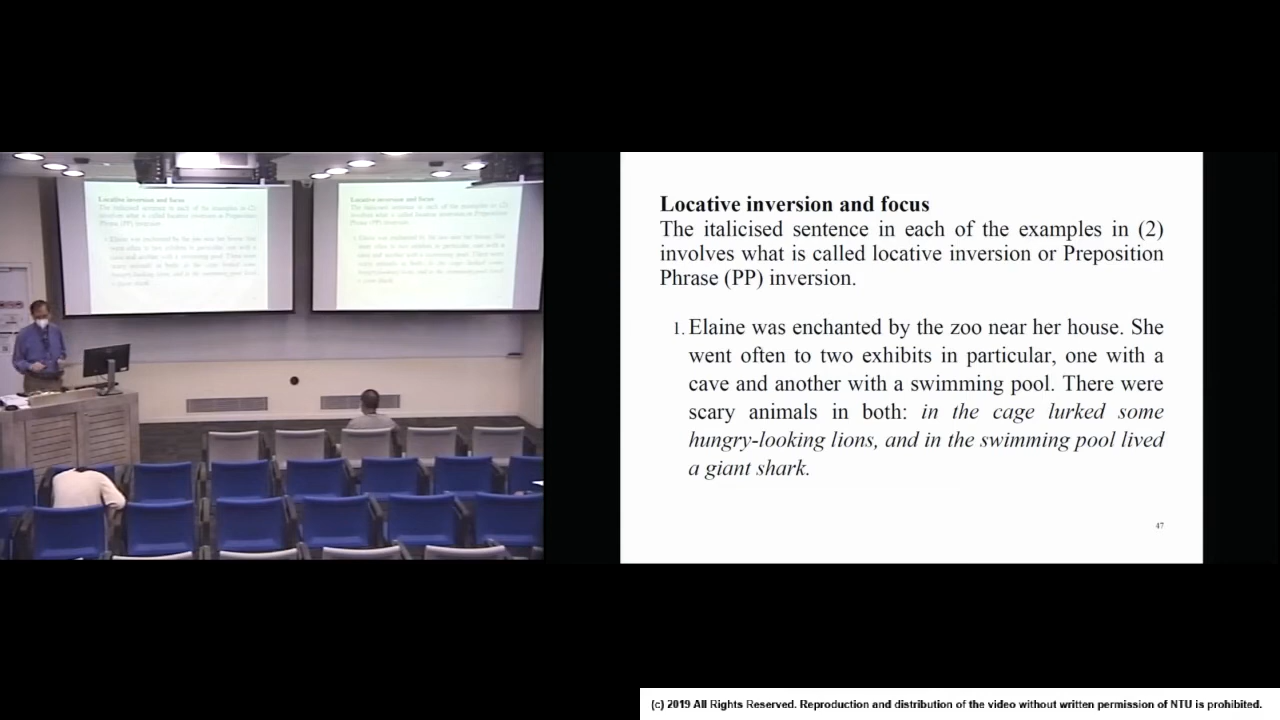 Locative inversion and focus
The italicised sentence in each of the examples in (2)
involves what is called locative inversion or Preposition
Phrase (PP) inversion.
1. Elaine was enchanted by the zoo near her house. She
went often to two exhibits in particular, one with a
cave and another with a swimming pool. There were
scary animals in both: in the cage lurked some
hungry-looking lions, and in the swimming pool lived
a giant shark.
47
(c) 2019 All Rights Reserved. Reproduction and distribution of the video without written permission of NTU is prohibited.